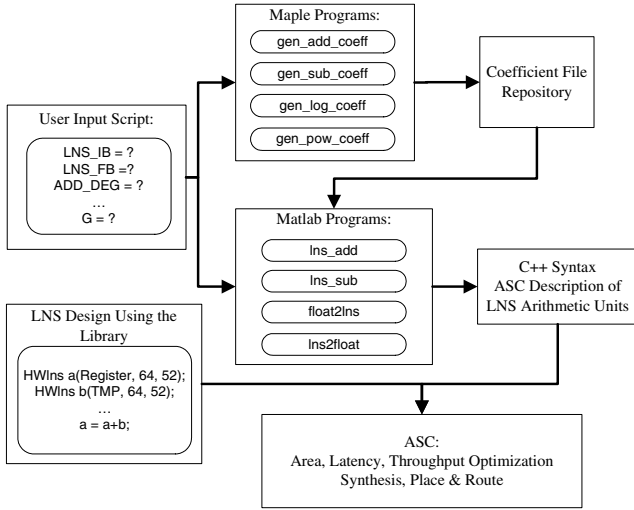 Maple Programs:
gen_add_coeff
gen_sub_coeff
gen_log_coeff
gen_pow_coeff
Coefficient File
Repository
User Input Script:
LNS_IB = ?
LNS_FB =?
ADD_DEG = ?
...
G = ?
Matlab Programs:
lns_add
lns_sub
float2lns
lns2float
C++ Syntax
ASC Description of
LNS Arithmetic Units
LNS Design Using the
Library
HWlns a(Register, 64, 52);
HWlns b(TMP, 64, 52);
...
a = a+b;
ASC:
Area, Latency, Throughput Optimization
Synthesis, Place & Route